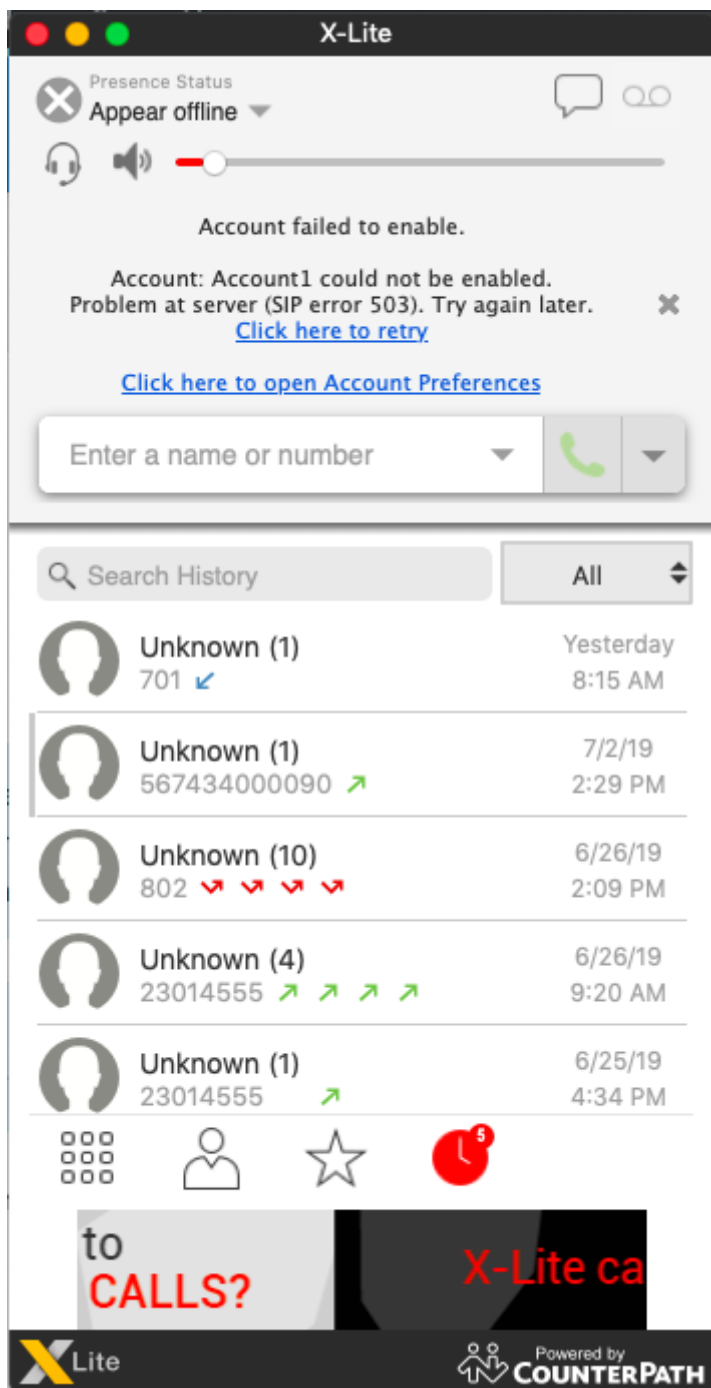 X-Lite
Presence Status
Appear offline
Account failed to enable.
Account: Account1 could not be enabled.
Problem at server (SIP error 503). Try again later.
Click here to retry
Click here to open Account Preferences
Enter a name or number
Search History
All
Unknown (1)
Yesterday
701
8:15 AM
Unknown (1)
7/2/19
567434000090
2:29 PM
Unknown (10)
6/26/19
802
2:09 PM
Unknown (4)
6/26/19
23014555
9:20 AM
Unknown (1)
6/25/19
23014555
4:34 PM
5
to
CALLS?
X-Lite ca
X Lite
Powered by
COUNTERPATH